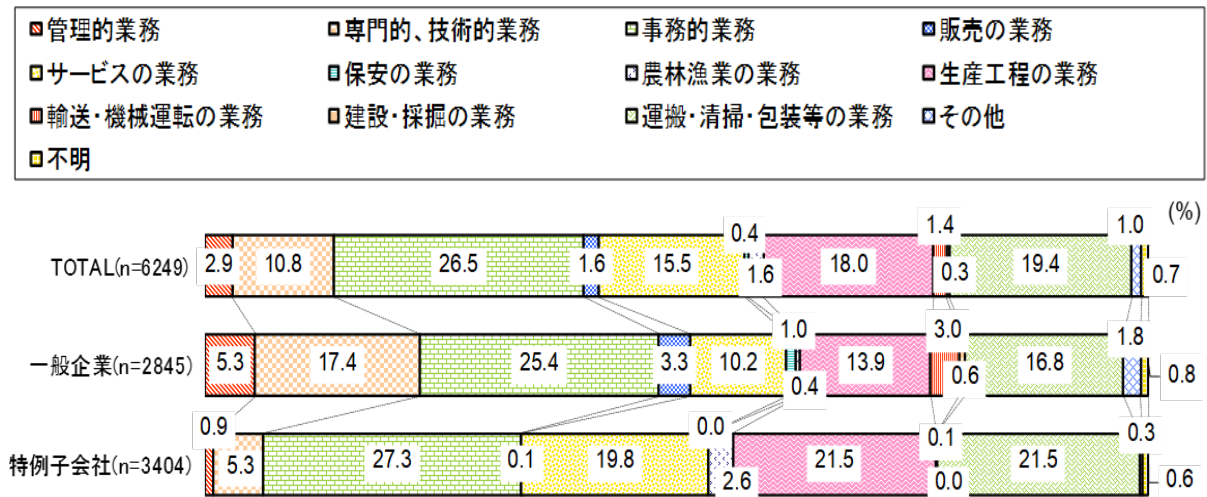 管理的業務 専門的、技術的業務 事務的業務 販売の業務
サービスの業務 保安の業務 農林漁業の業務 生産工程の業務
輸送・機械運転の業務 建設・採掘の業務 運搬・清掃・包装等の業務 その他
不明
(%)
0.4 1.4 1.0
TOTAL(n=6249) 2.9 10.8 26.5 1.6 15.5 1.6 18.0 0.3 19.4 0.7
1.0 3.0 1.8
一般企業(n=2845) 5.3 17.4 25.4 3.3 10.2 0.4 13.9 0.6 16.8 0.8
0.9 0.0 0.1 0.3
特例子会社(n=3404) 5.3 27.3 0.1 19.8 2.6 21.5 0.0 21.5 0.6